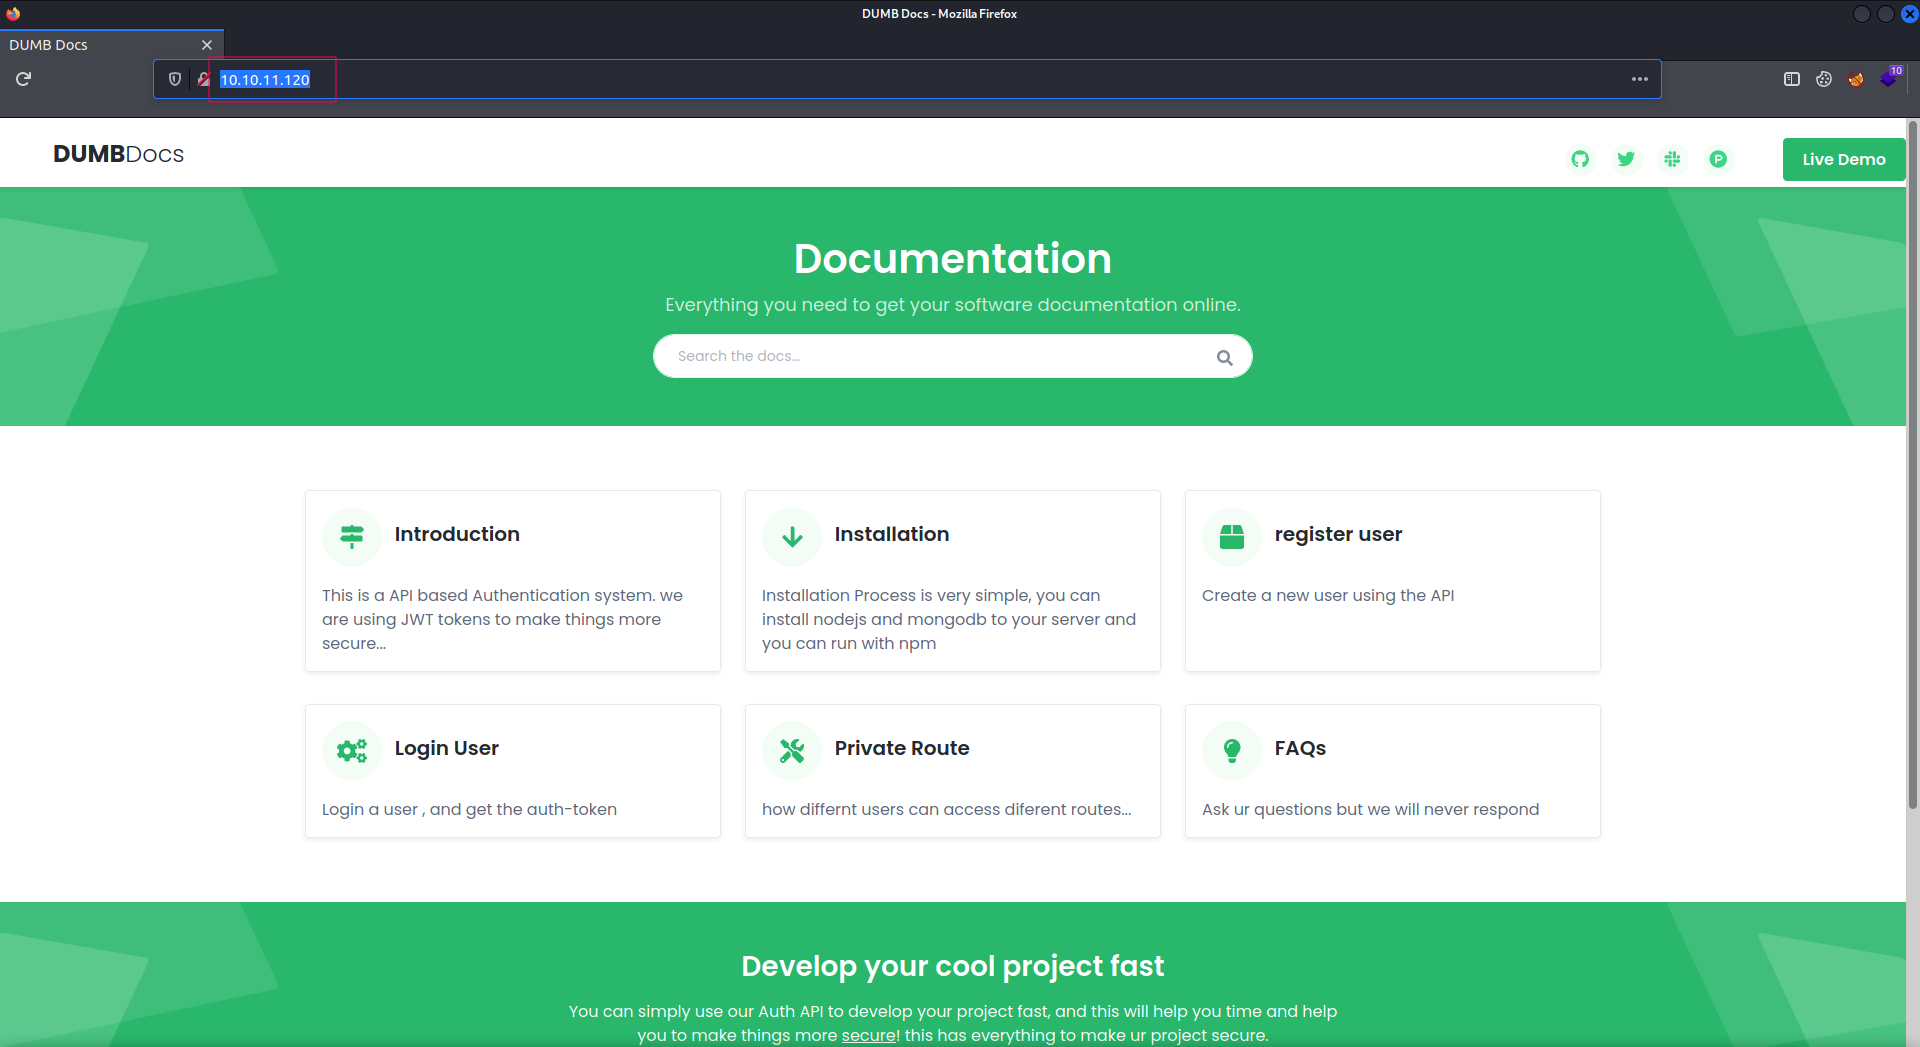 DUMB Docs - Mozilla Firefox
DUMB Docs
10.10.11.120
10
DUMBDocs
Live Demo
Documentation
Everything you need to get your software documentation online.
Search the docs...
Introduction
This is a API based Authentication system. we
are using JWT tokens to make things more
secure...
Installation
Installation Process is very simple, you can
install nodejs and mongodb to your server and
you can run with npm
register user
Create a new user using the API
Login User
Login a user , and get the auth-token
Private Route
how differnt users can access diferent routes...
FAQs
Ask ur questions but we will never respond
Develop your cool project fast
You can simply use our Auth API to develop your project fast, and this will help you time and help
you to make things more secure! this has everything to make ur project secure.